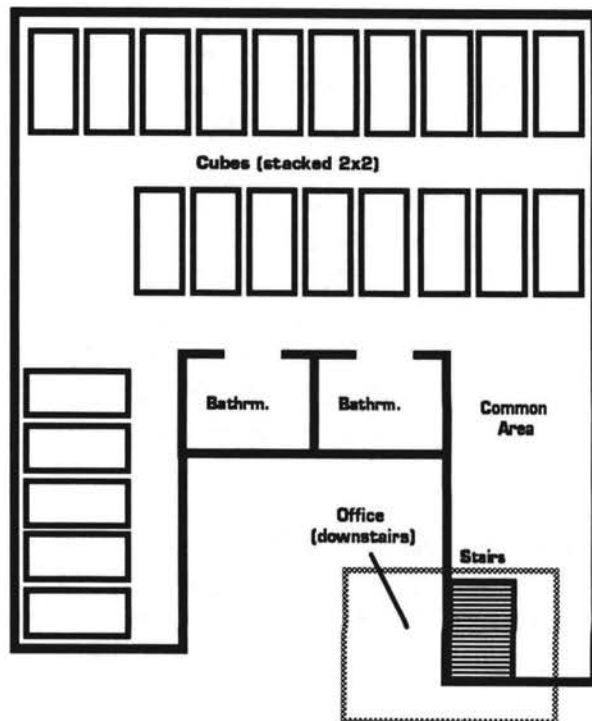 Cubes (stacked 2x2)
Bathrm.
Bathrm.
Common
Area
Office
(downstairs)
Stairs